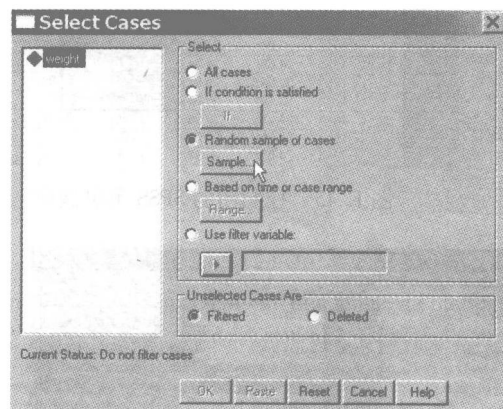 Select Cases
weight
Select
All cases
If condition is satisfied
If...
Random sample of cases
Sample...
Based on time or case range
Range...
Use filter variable:
Unselected Cases Are
Filtered
Deleted
Current Status: Do not filter cases
OK
Paste
Reset
Cancel
Help